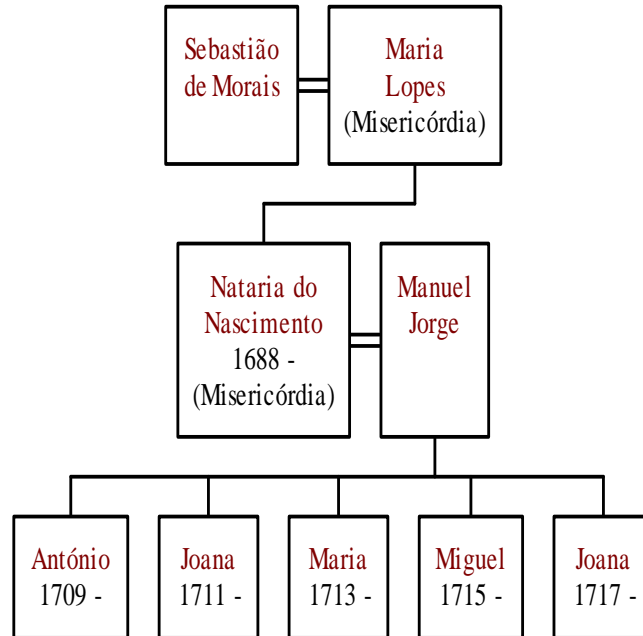 Sebastião
de Morais
Maria
Lopes
(Misericórdia)
Nataria do
Nascimento
1688 -
(Misericórdia)
Manuel
Jorge
António
1709 -
Joana
1711 -
Maria
1713 -
Miguel
1715 -
Joana
1717 -